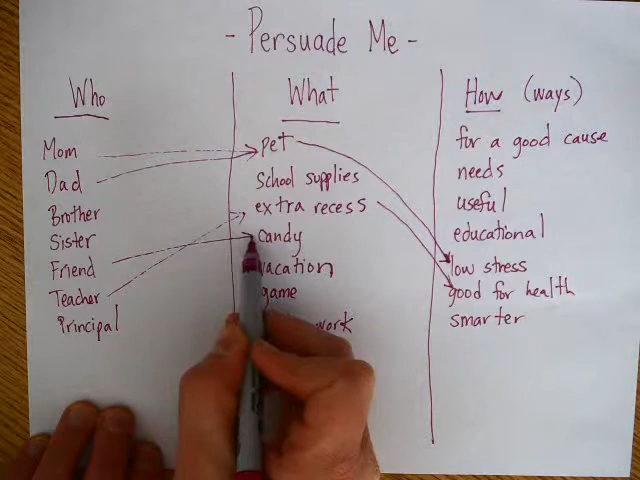 - Persuade Me -
Who
Mom
Dad
Brother
Sister
Friend
Teacher
Principal
What
pet
School supplies
extra recess
candy
vacation
game
work
How (ways)
for a good cause
needs
useful
educational
low stress
good for health
smarter